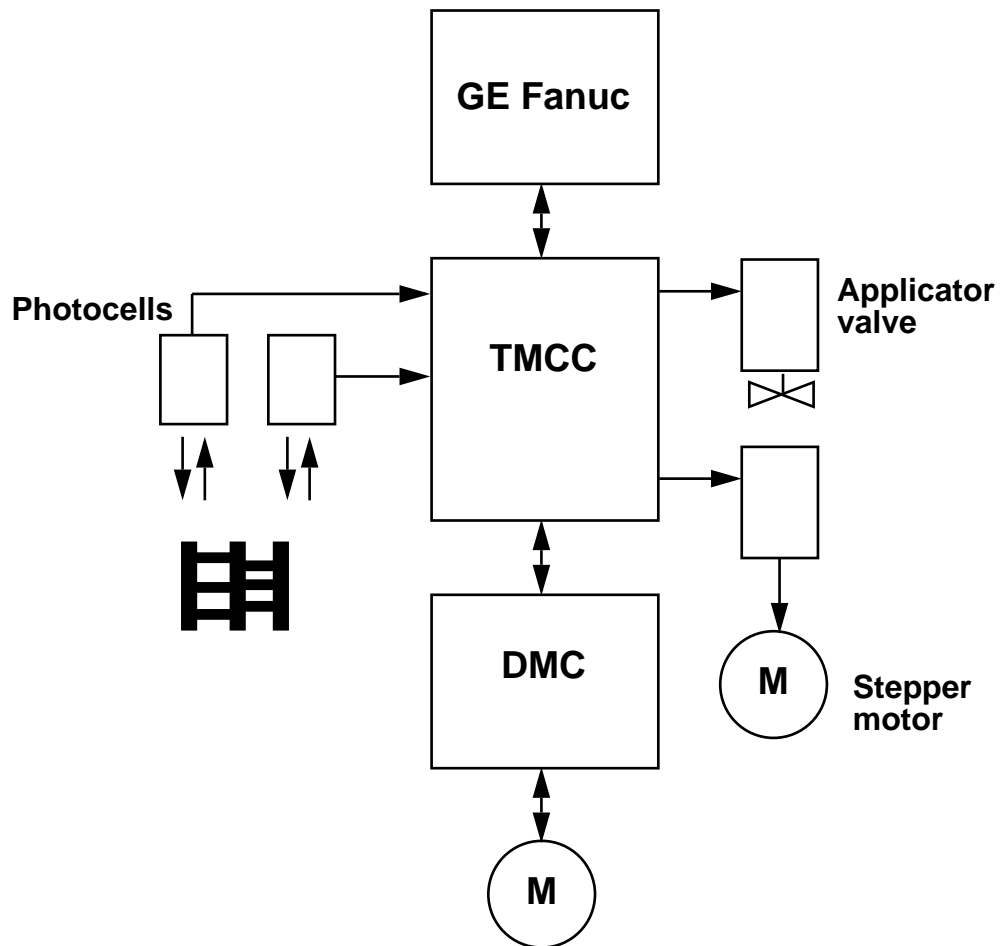 GE Fanuc
Photocells
TMCC
Applicator
valve
DMC
M
Stepper
motor
M